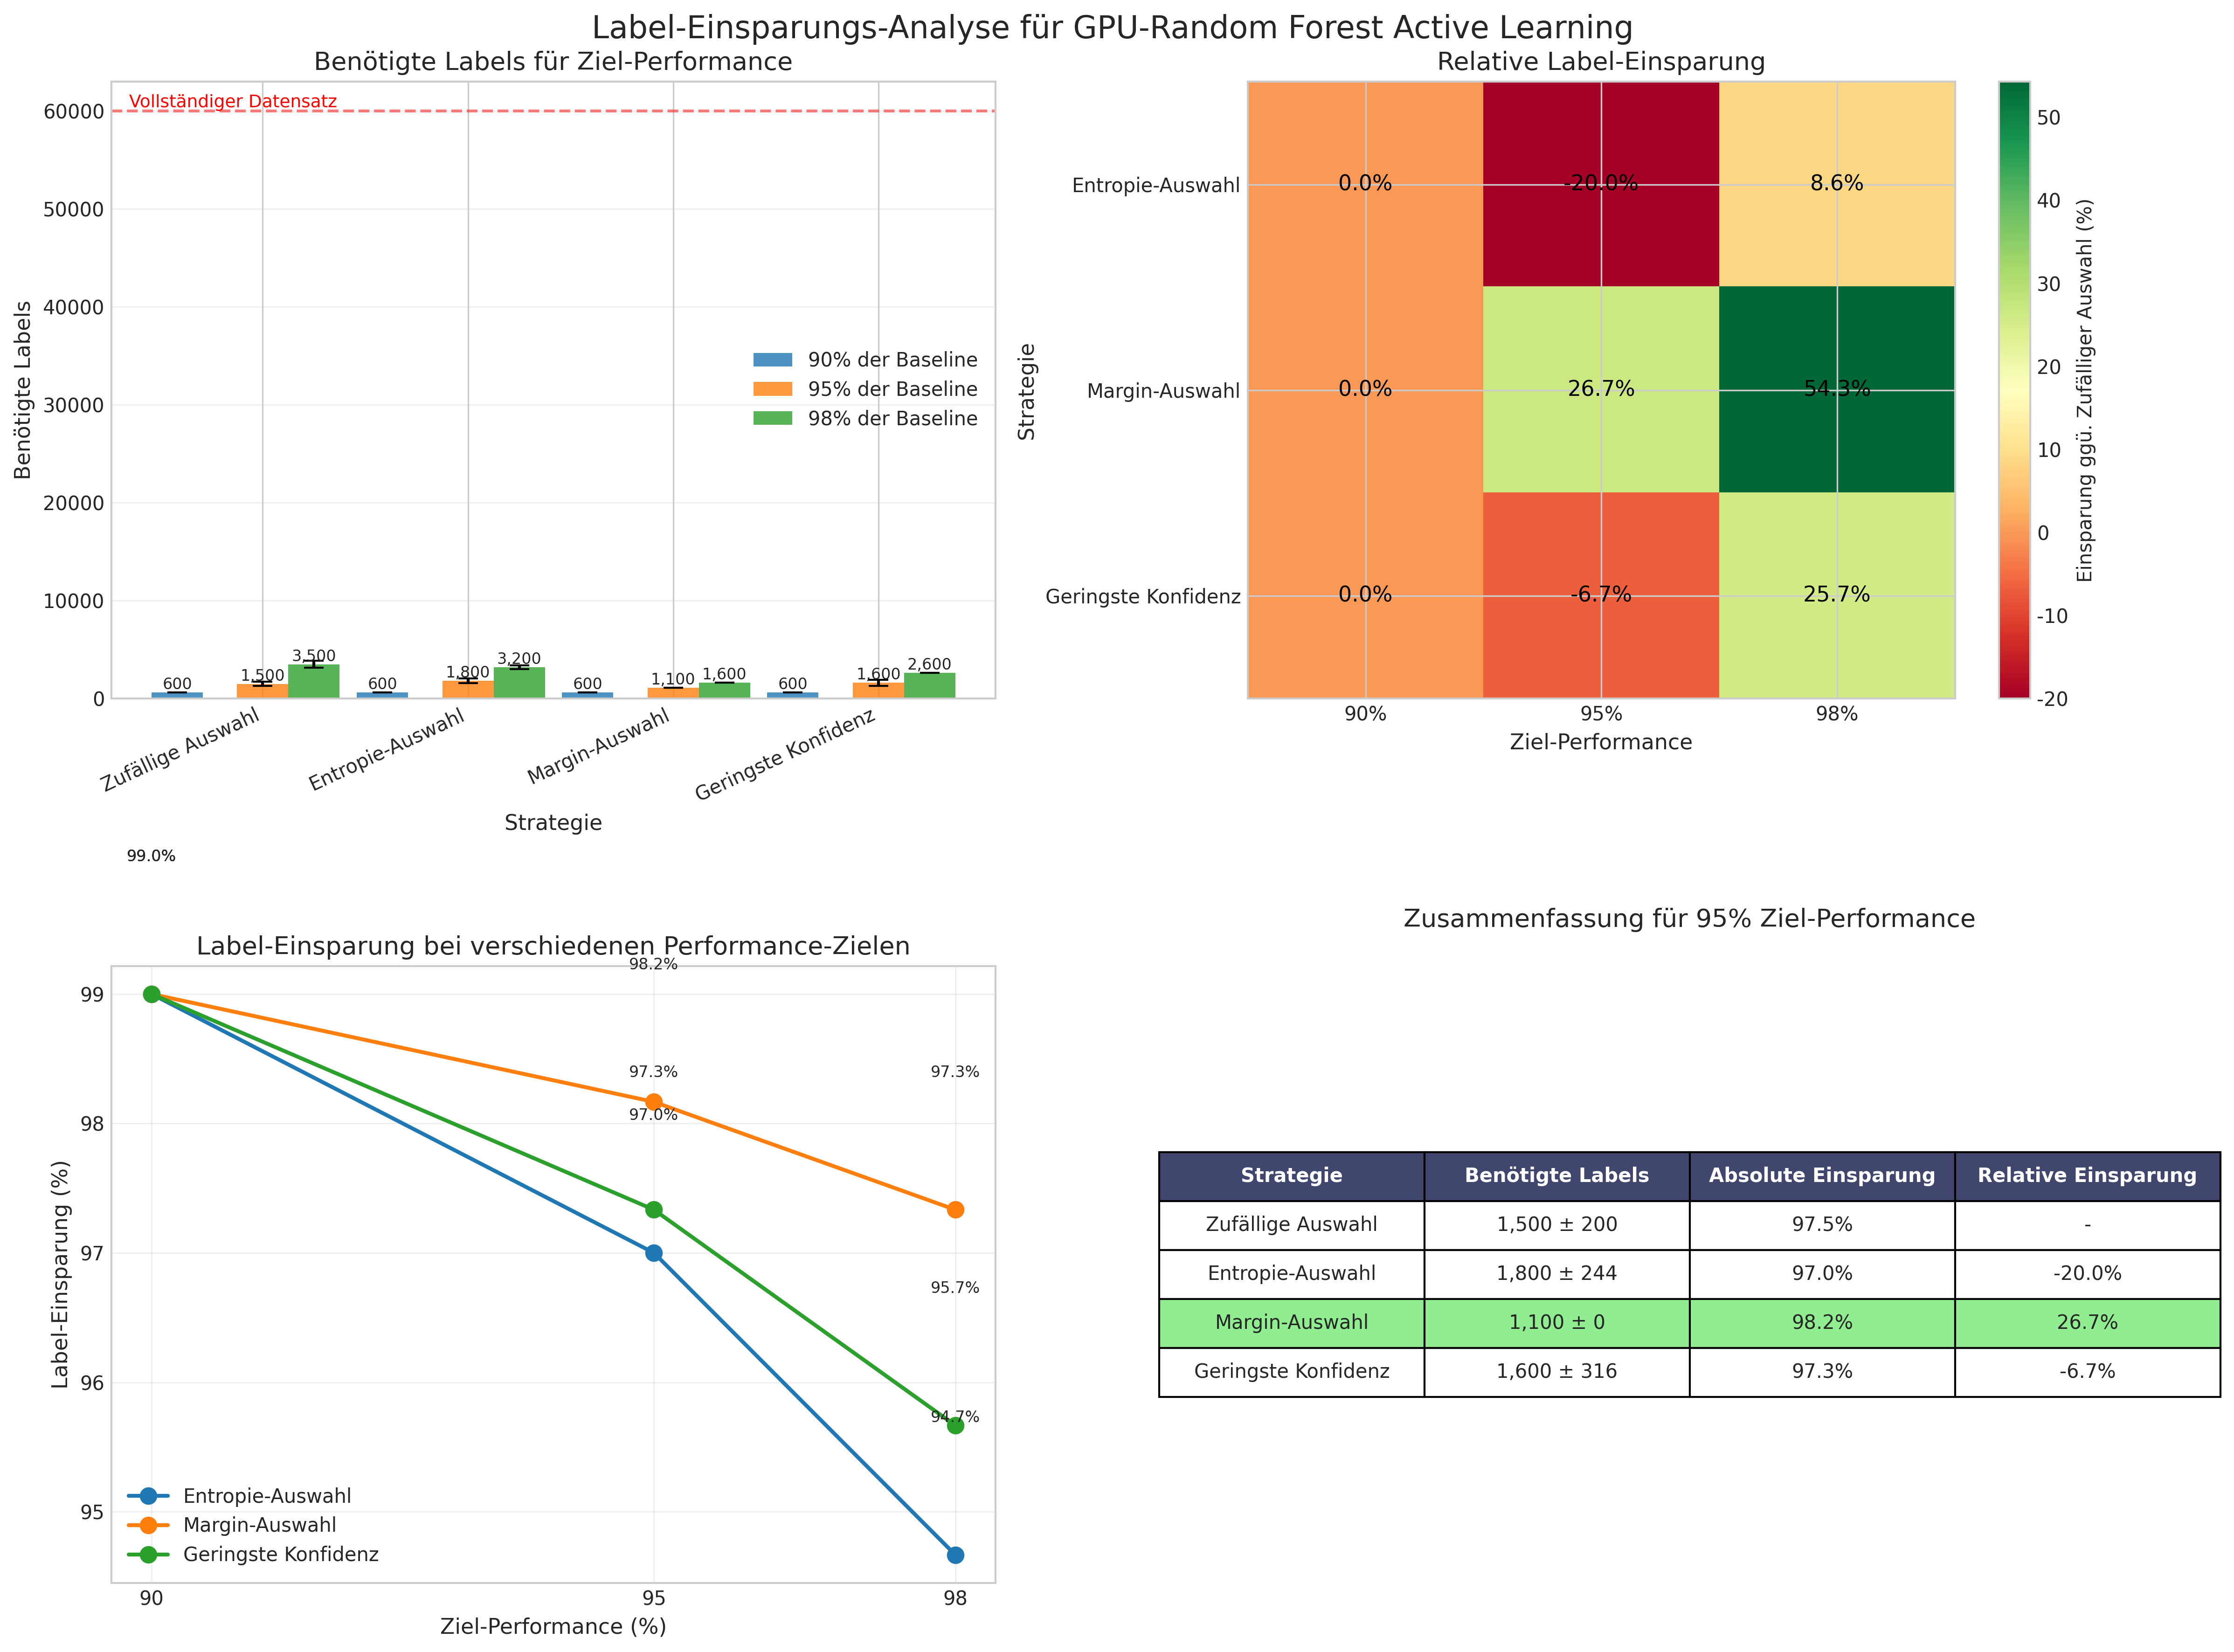 Label-Einsparungs-Analyse für GPU-Random Forest Active Learning
Benötigte Labels für Ziel-Performance
Vollständiger Datensatz
60000
50000
40000
30000
20000
10000
0
Benötigte Labels
90% der Baseline
95% der Baseline
98% der Baseline
600
1,500
3,500
600
1,800
3,200
600
1,100
1,600
600
1,600
2,600
Zufällige Auswahl
Entropie-Auswahl
Margin-Auswahl
Geringste Konfidenz
Strategie
Relative Label-Einsparung
Strategie
Entropie-Auswahl
0.0%
-20.0%
8.6%
Margin-Auswahl
0.0%
26.7%
54.3%
Geringste Konfidenz
0.0%
-6.7%
25.7%
90%
95%
98%
Ziel-Performance
50
40
30
20
10
0
-10
-20
Einsparung ggü. Zufälliger Auswahl (%)
99.0%
Label-Einsparung bei verschiedenen Performance-Zielen
98.2%
97.3%
97.0%
97.3%
95.7%
94.7%
99
98
97
96
95
Label-Einsparung (%)
Entropie-Auswahl
Margin-Auswahl
Geringste Konfidenz
90
95
98
Ziel-Performance (%)
Zusammenfassung für 95% Ziel-Performance
Strategie Benötigte Labels Absolute Einsparung Relative Einsparung
Zufällige Auswahl 1,500 ± 200 97.5% -
Entropie-Auswahl 1,800 ± 244 97.0% -20.0%
Margin-Auswahl 1,100 ± 0 98.2% 26.7%
Geringste Konfidenz 1,600 ± 316 97.3% -6.7%